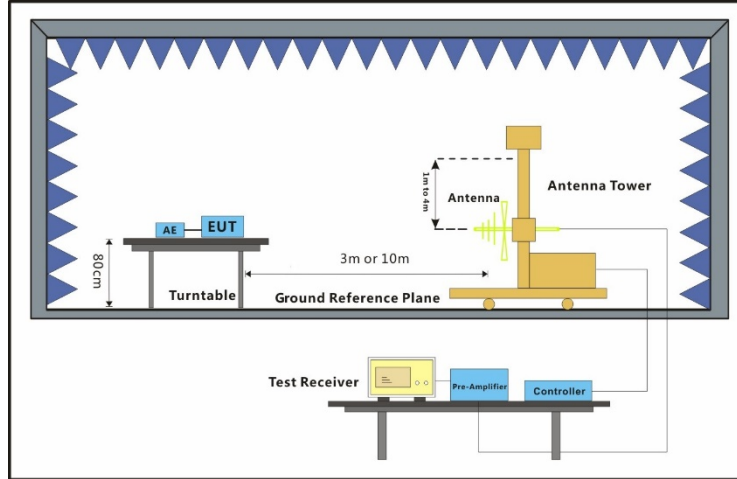 1m to 4m
Antenna
Antenna Tower
AE
EUT
80cm
3m or 10m
Turntable
Ground Reference Plane
Test Receiver
Pre-Amplifier
Controller